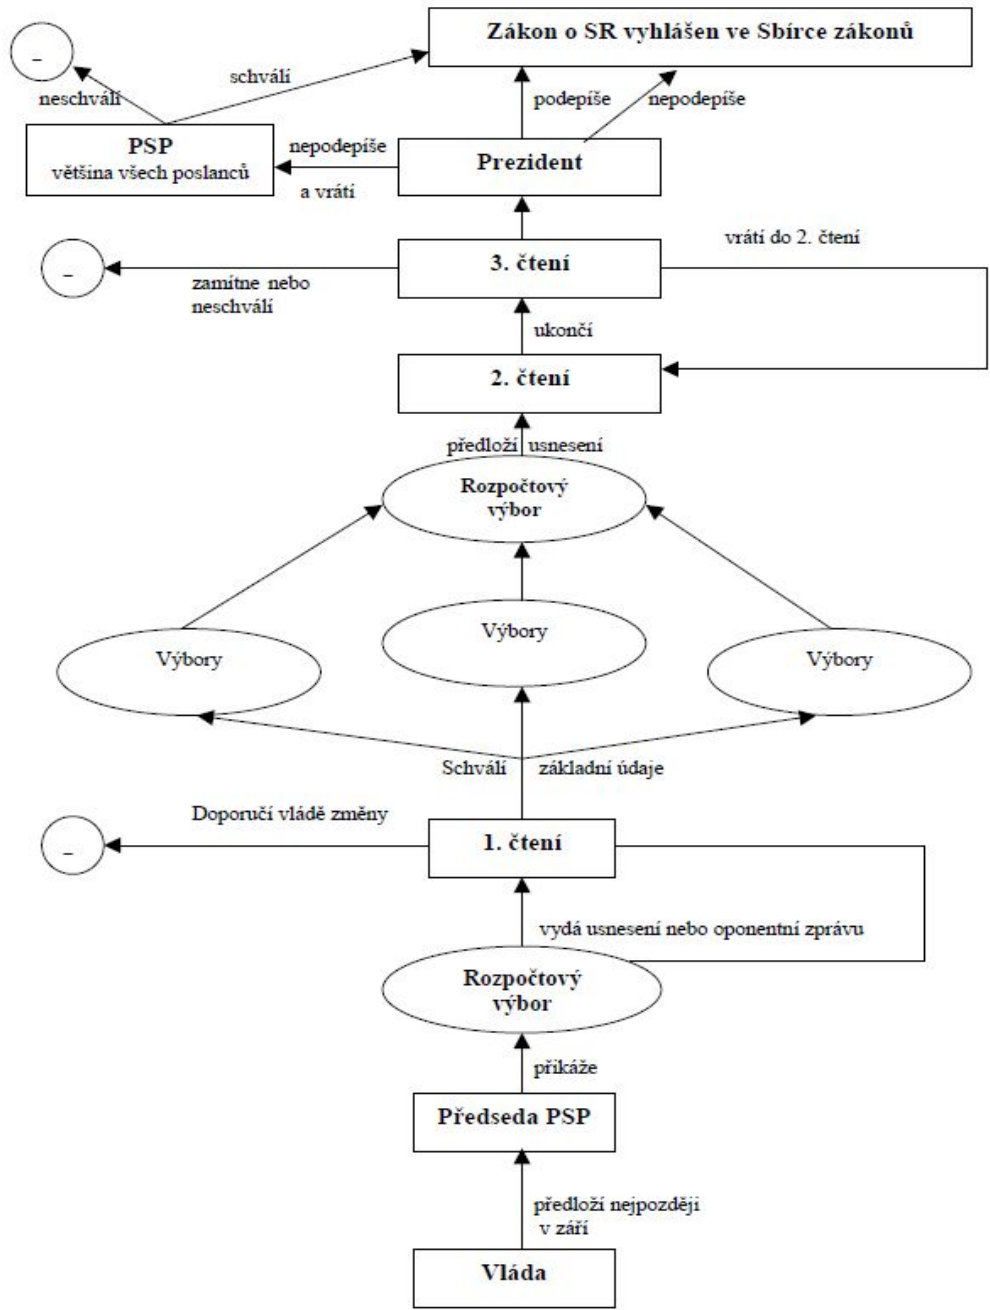 Zákon o SR vyhlášen ve Sbírce zákonů
_
schválí
neschválí
podepíše
nepodepíše
PSP
většina všech poslanců
nepodepíše
a vrátí
Prezident
vrátí do 2. čtení
3. čtení
_
zamítne nebo
neschválí
ukončí
2. čtení
předloží usnesení
Rozpočtový
výbor
Výbory
Výbory
Výbory
Schválí základní údaje
Doporučí vládě změny
1. čtení
_
vydá usnesení nebo oponentní zprávu
Rozpočtový
výbor
přikáže
Předseda PSP
předloží nejpozději
v září
Vláda